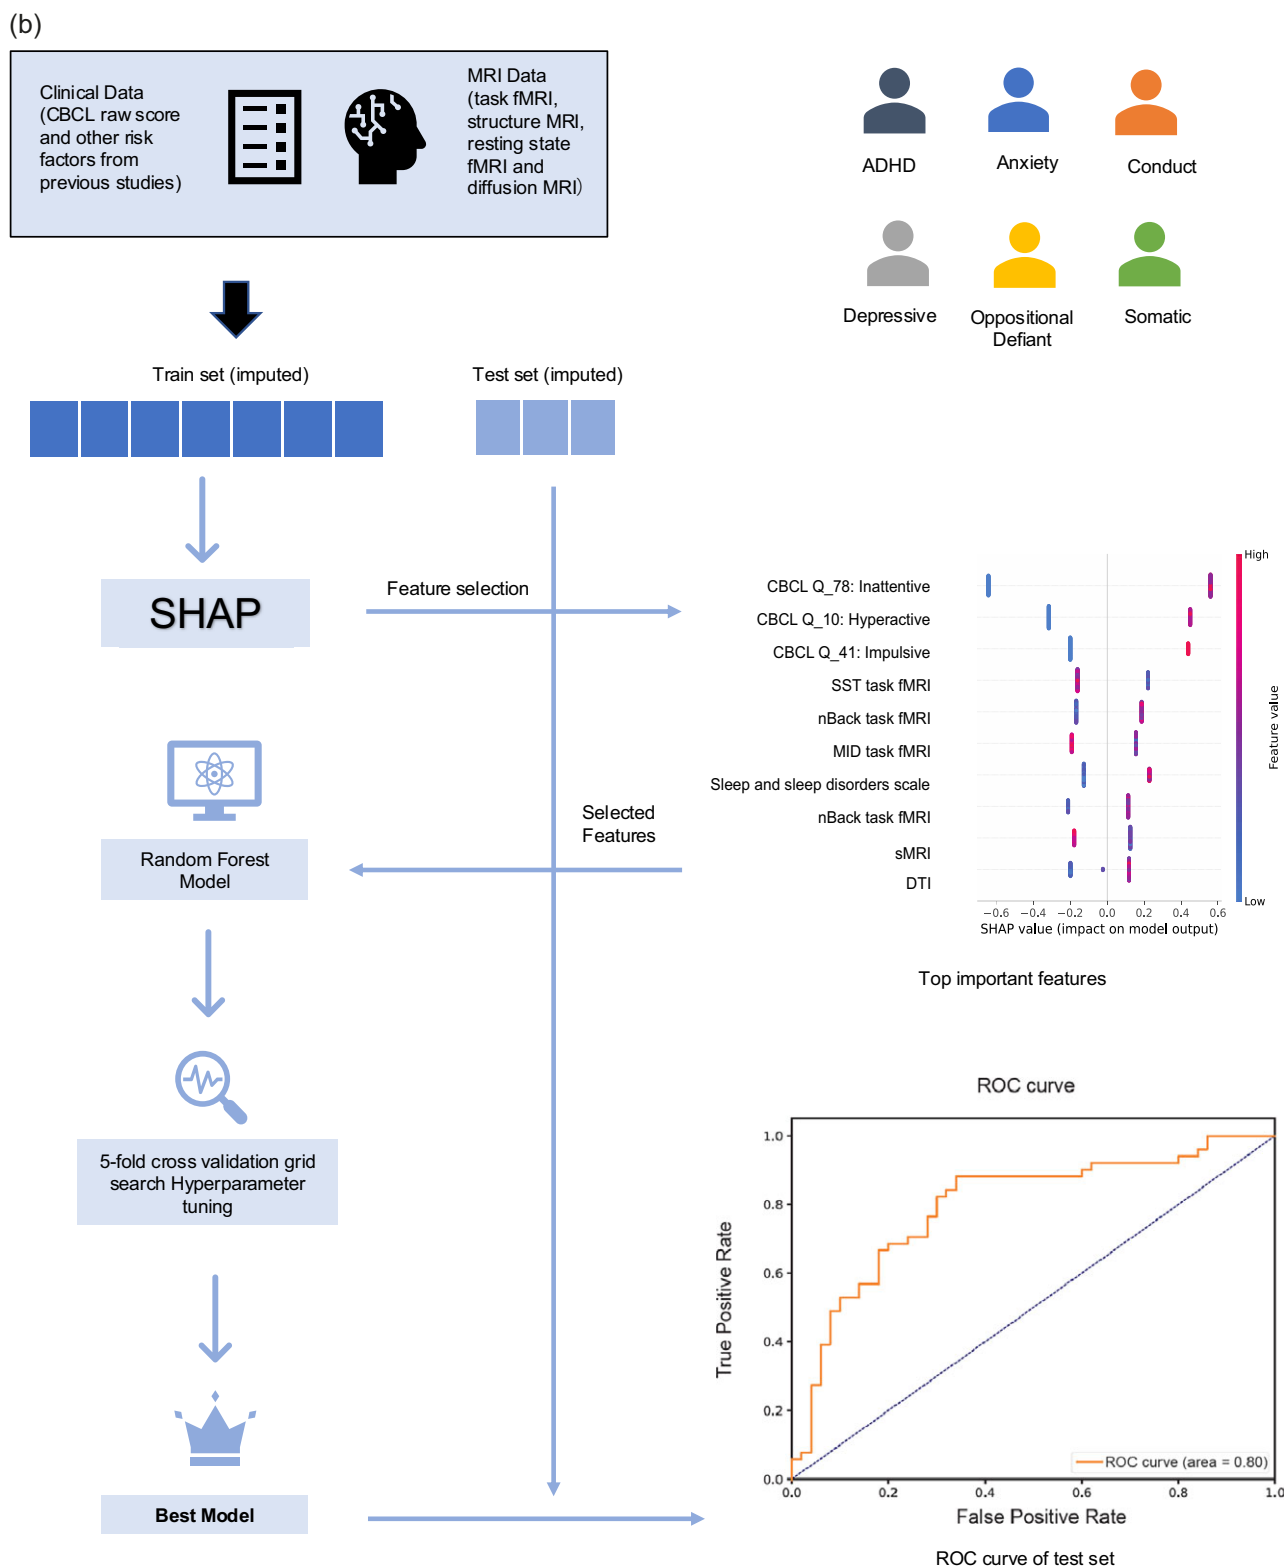 (b)
Clinical Data
(CBCL raw score
and other risk
factors from
previous studies)
MRI Data
(task fMRI,
structure MRI,
resting state
fMRI and
diffusion MRI)
ADHD
Anxiety
Conduct
Depressive
Oppositional
Defiant
Somatic
Train set (imputed)
Test set (imputed)
SHAP
Feature selection
High
CBCL Q_78: Inattentive
CBCL Q_10: Hyperactive
CBCL Q_41: Impulsive
SST task fMRI
nBack task fMRI
MID task fMRI
Sleep and sleep disorders scale
nBack task fMRI
sMRI
DTI
Feature value
Low
−0.6 −0.4 −0.2 0.0 0.2 0.4 0.6
SHAP value (impact on model output)
Top important features
Selected
Features
Random Forest
Model
5-fold cross validation grid
search Hyperparameter
tuning
Best Model
ROC curve
1.0
0.8
0.6
0.4
0.2
0.0
True Positive Rate
ROC curve (area = 0.80)
0.0 0.2 0.4 0.6 0.8 1.0
False Positive Rate
ROC curve of test set